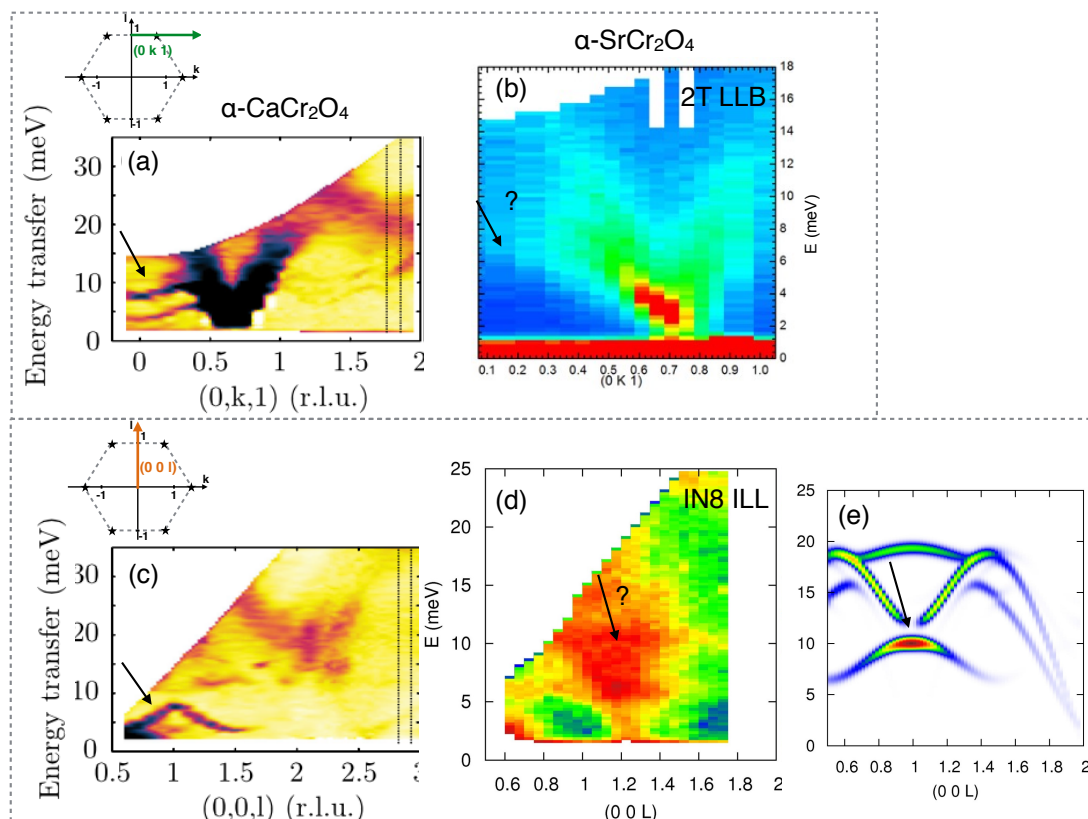 l
1
(0 k 1)
k
-1
1
-1
α-CaCr2O4
α-SrCr2O4
Energy transfer (meV)
30
20
10
0
(a)
0
0.5
1
1.5
2
(0,k,1) (r.l.u.)
(b)
2T LLB
?
18
16
14
12
10
8
6
4
2
0
E (meV)
0.1 0.2 0.3 0.4 0.5 0.6 0.7 0.8 0.9 1.0
(0 K 1)
l
1
(0 0 l)
k
-1
1
-1
Energy transfer (meV)
30
20
10
0
(c)
0.5
1
1.5
2
2.5
(0,0,l) (r.l.u.)
(d)
IN8 ILL
?
E (meV)
25
20
15
10
5
0
0.6 0.8 1 1.2 1.4 1.6 1.8 2
(0 0 L)
(e)
25
20
15
10
5
0
0.6 0.8 1 1.2 1.4 1.6 1.8 2
(0 0 L)